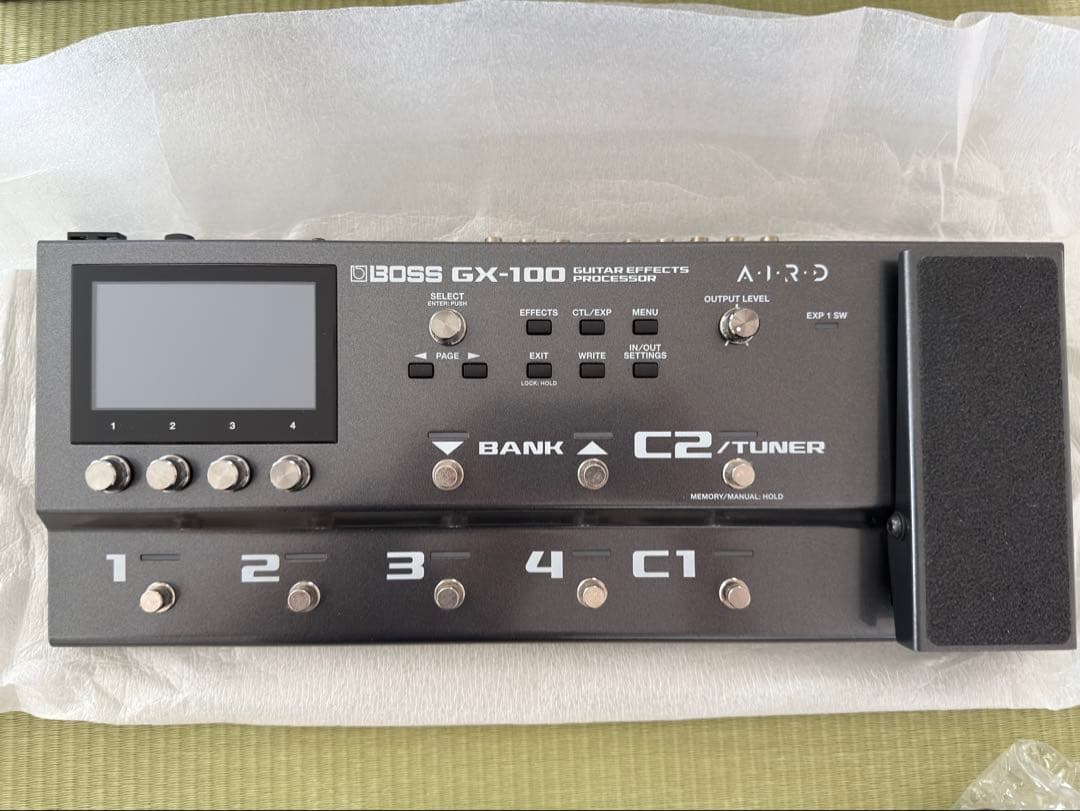 BOSS GX-100 GUITAR EFFECTS PROCESSOR
A·I·R·D
SELECT
ENTER: PUSH
EFFECTS CTL/EXP MENU
OUTPUT LEVEL
EXP 1 SW
◀ PAGE ▶
EXIT WRITE IN/OUT SETTINGS
LOCK: HOLD
1 2 3 4
▼ BANK ▲ C2/TUNER
MEMORY/MANUAL: HOLD
1 2 3 4 C1